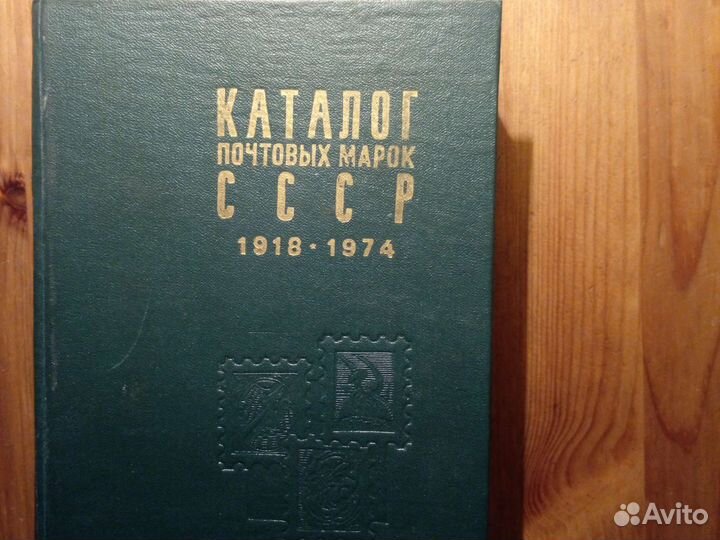 КАТАЛОГ
ПОЧТОВЫХ МАРОК
СССР
1918 · 1974
Avito